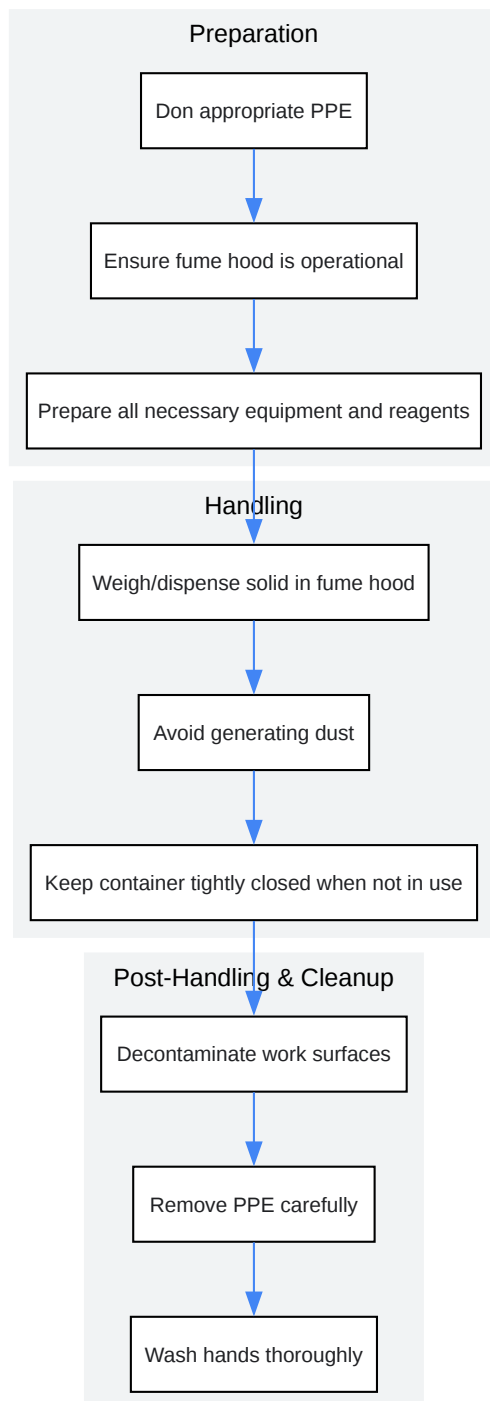 Preparation
Don appropriate PPE
Ensure fume hood is operational
Prepare all necessary equipment and reagents
Handling
Weigh/dispense solid in fume hood
Avoid generating dust
Keep container tightly closed when not in use
Post-Handling & Cleanup
Decontaminate work surfaces
Remove PPE carefully
Wash hands thoroughly